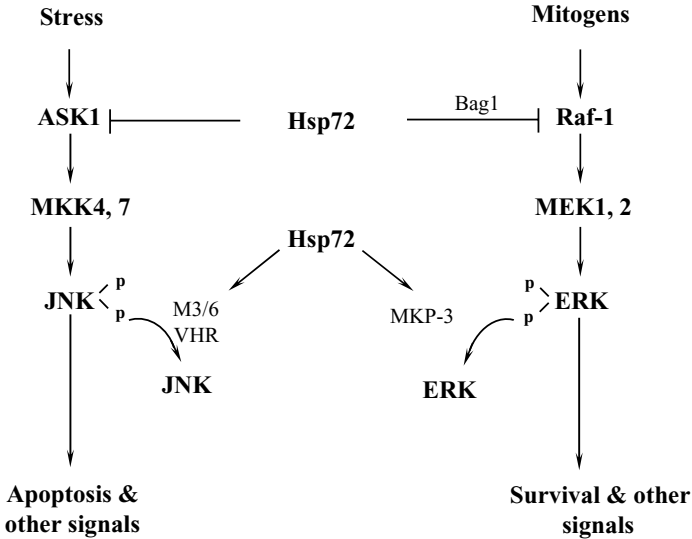 Stress
Mitogens
Bag1
ASK1
Hsp72
Raf-1
MKK4, 7
MEK1, 2
Hsp72
p
p
JNK
ERK
p
p
M3/6
VHR
MKP-3
JNK
ERK
Apoptosis &
other signals
Survival & other
signals